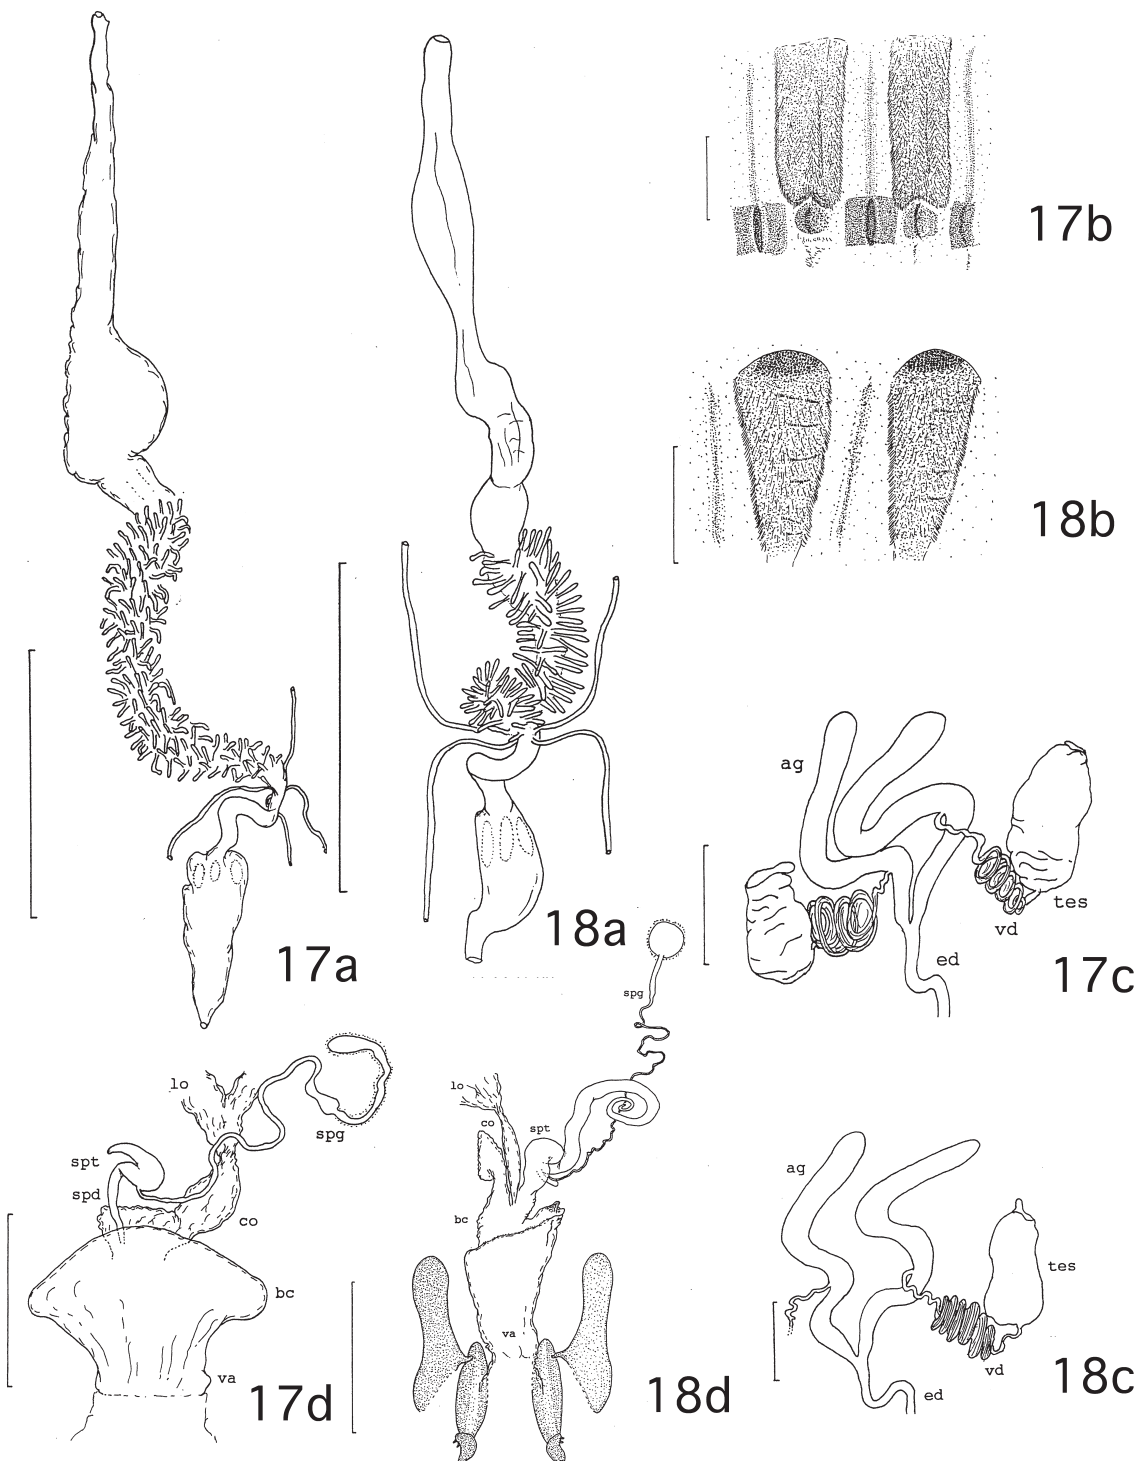 17b
18b
ag
tes
vd
ed
17c
17a
18a
spg
lo
spt
spd
spg
co
bc
va
17d
lo
co
spt
bc
va
18d
ag
tes
vd
ed
18c